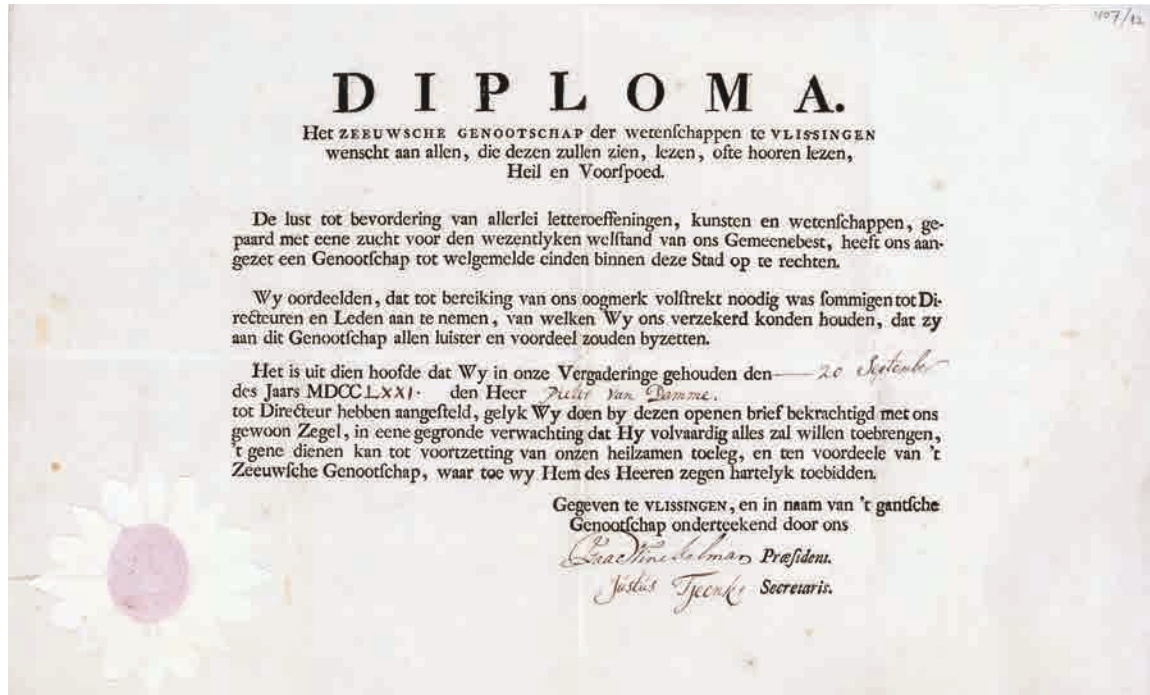 407/12
DIPLOMA.
Het ZEEUWSCHE GENOOTSCHAP der wetenſchappen te VLISSINGEN
wenscht aan allen, die dezen zullen zien, lezen, ofte hooren lezen,
Heil en Voorſpoed.
De lust tot bevordering van allerlei letteroeffeningen, kunsten en wetenſchappen, ge-
paard met eene zucht voor den wezentlyken welſtand van ons Gemeenebest, heeft ons aan-
gezet een Genootſchap tot welgemelde einden binnen deze Stad op te rechten.
Wy oordeelden, dat tot bereiking van ons oogmerk volſtrekt noodig was ſommigen tot Di-
recteuren en Leden aan te nemen, van welken Wy ons verzekerd konden houden, dat zy
aan dit Genootſchap allen luister en voordeel zouden byzetten.
Het is uit dien hoofde dat Wy in onze Vergaderinge gehouden den 20 September
des Jaars MDCCLXXI. den Heer Pieter Van Damme.
tot Directeur hebben aangeſteld, gelyk Wy doen by dezen openen brief bekrachtigd met ons
gewoon Zegel, in eene gegronde verwachting dat Hy volvaardig alles zal willen toebrengen,
't gene dienen kan tot voortzetting van onzen heilzamen toeleg, en ten voordeele van 't
Zeeuwſche Genootſchap, waar toe wy Hem des Heeren zegen hartelyk toebidden.
Gegeven te VLISSINGEN, en in naam van 't gantſche
Genootſchap onderteekend door ons
Isaac Winckelman Præſident.
Justus Tjeenk Secretaris.